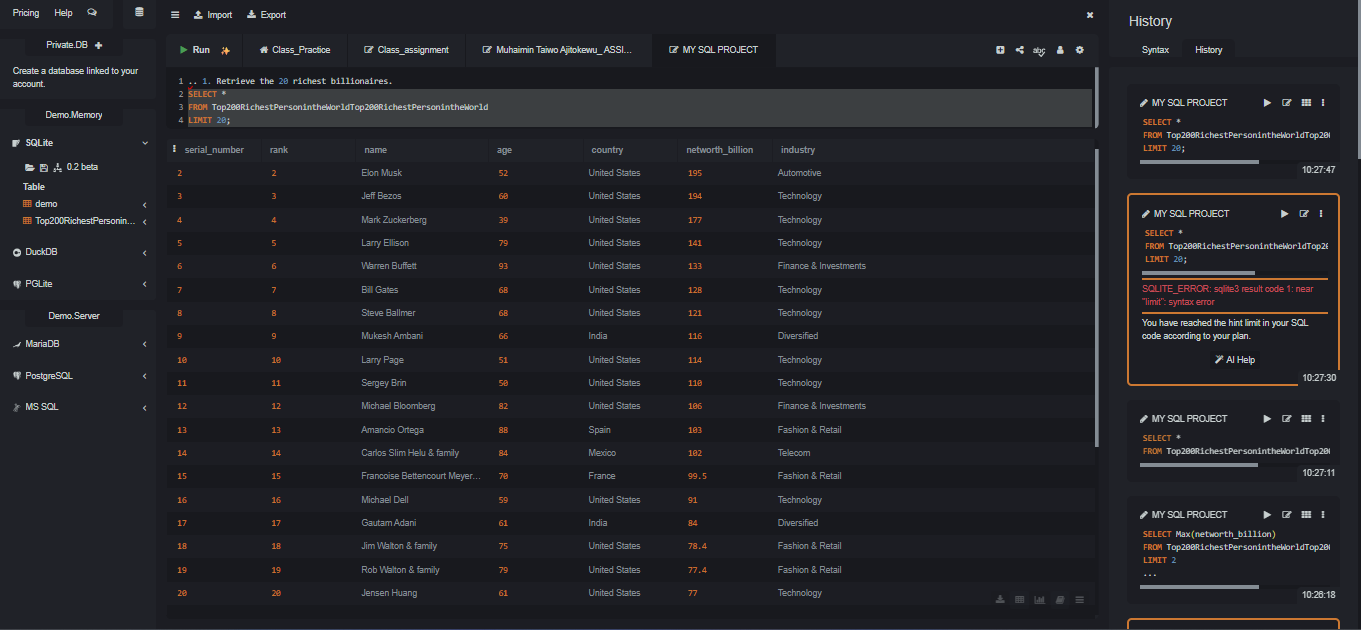 Pricing Help
Import Export
History
Private.DB
Create a database linked to your
account.
Demo.Memory
SQLite
0.2 beta
Table
demo
Top200RichestPersonin...
DuckDB
PGLite
Demo.Server
MariaDB
PostgreSQL
MS SQL
Run Class_Practice Class_assignment Muhaimin Taiwo Ajitokewu_ ASSI... MY SQL PROJECT
abc
1 .. 1. Retrieve the 20 richest billionaires.
2 SELECT *
3 FROM Top200RichestPersonintheWorldTop200RichestPersonintheWorld
4 LIMIT 20;
serial_number rank name age country networth_billion industry
2 2 Elon Musk 52 United States 195 Automotive
3 3 Jeff Bezos 60 United States 194 Technology
4 4 Mark Zuckerberg 39 United States 177 Technology
5 5 Larry Ellison 79 United States 141 Technology
6 6 Warren Buffett 93 United States 133 Finance & Investments
7 7 Bill Gates 68 United States 128 Technology
8 8 Steve Ballmer 68 United States 121 Technology
9 9 Mukesh Ambani 66 India 116 Diversified
10 10 Larry Page 51 United States 114 Technology
11 11 Sergey Brin 50 United States 110 Technology
12 12 Michael Bloomberg 82 United States 106 Finance & Investments
13 13 Amancio Ortega 88 Spain 103 Fashion & Retail
14 14 Carlos Slim Helu & family 84 Mexico 102 Telecom
15 15 Francoise Bettencourt Meyer... 70 France 99.5 Fashion & Retail
16 16 Michael Dell 59 United States 91 Technology
17 17 Gautam Adani 61 India 84 Diversified
18 18 Jim Walton & family 75 United States 78.4 Fashion & Retail
19 19 Rob Walton & family 79 United States 77.4 Fashion & Retail
20 20 Jensen Huang 61 United States 77 Technology
Syntax History
MY SQL PROJECT
SELECT *
FROM Top200RichestPersonintheWorldTop20
LIMIT 20;
10:27:47
MY SQL PROJECT
SELECT *
FROM Top200RichestPersonintheWorldTop20
LIMIT 20;
SQLITE_ERROR: sqlite3 result code 1: near
"limit": syntax error
You have reached the hint limit in your SQL
code according to your plan.
AI Help
10:27:30
MY SQL PROJECT
SELECT *
FROM Top200RichestPersonintheWorldTop20
10:27:11
MY SQL PROJECT
SELECT Max(networth_billion)
FROM Top200RichestPersonintheWorldTop20
LIMIT 2
...
10:26:18